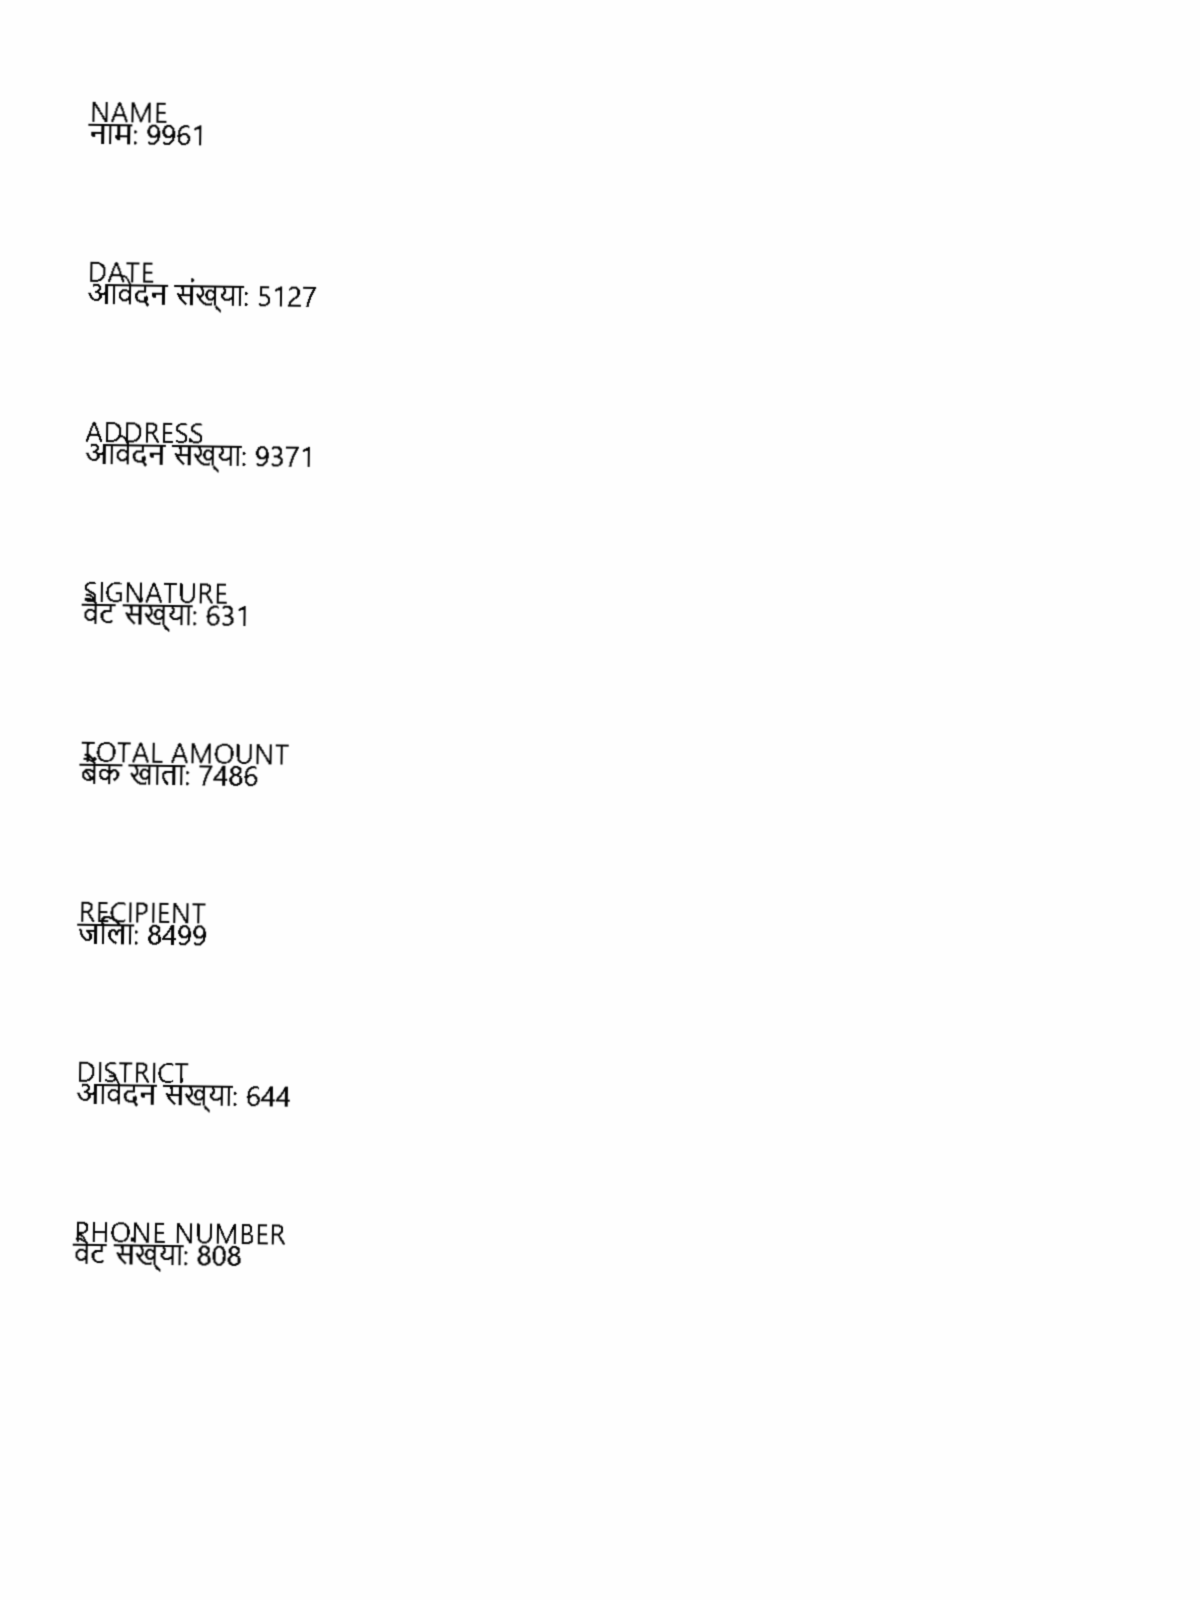 NAME
नाम: 9961
DATE
आवेदन संख्या: 5127
ADDRESS
आवेदन संख्या: 9371
SIGNATURE
वैट संख्या: 631
TOTAL AMOUNT
बैंक खाता: 7486
RECIPIENT
जिला: 8499
DISTRICT
आवेदन संख्या: 644
PHONE NUMBER
वैट संख्या: 808